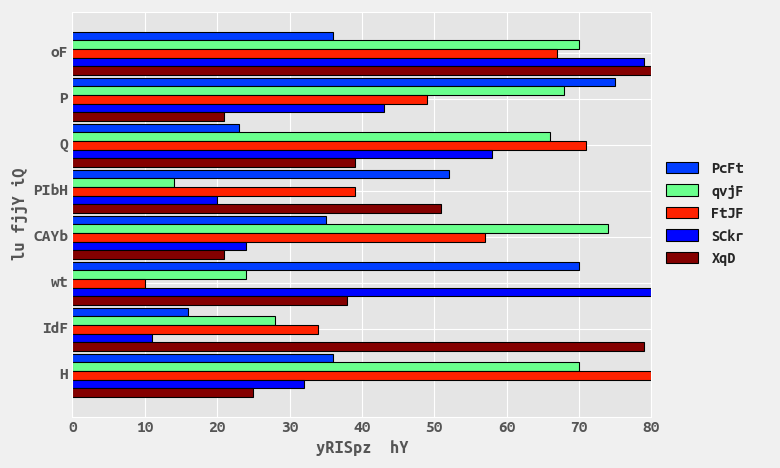 oF
P
Q
PIbH
CAYb
wt
IdF
H
lu fjjY iQ
0 10 20 30 40 50 60 70 80
yRISpz hY
PcFt
qvjF
FtJF
SCkr
XqD